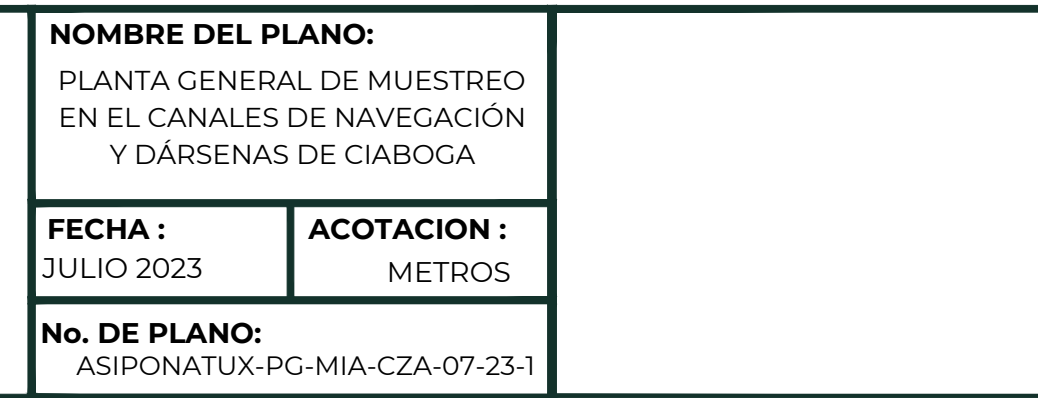 NOMBRE DEL PLANO:
PLANTA GENERAL DE MUESTREO
EN EL CANALES DE NAVEGACIÓN
Y DÁRSENAS DE CIABOGA
FECHA :
JULIO 2023
ACOTACION :
METROS
No. DE PLANO:
ASIPONATUX-PG-MIA-CZA-07-23-1